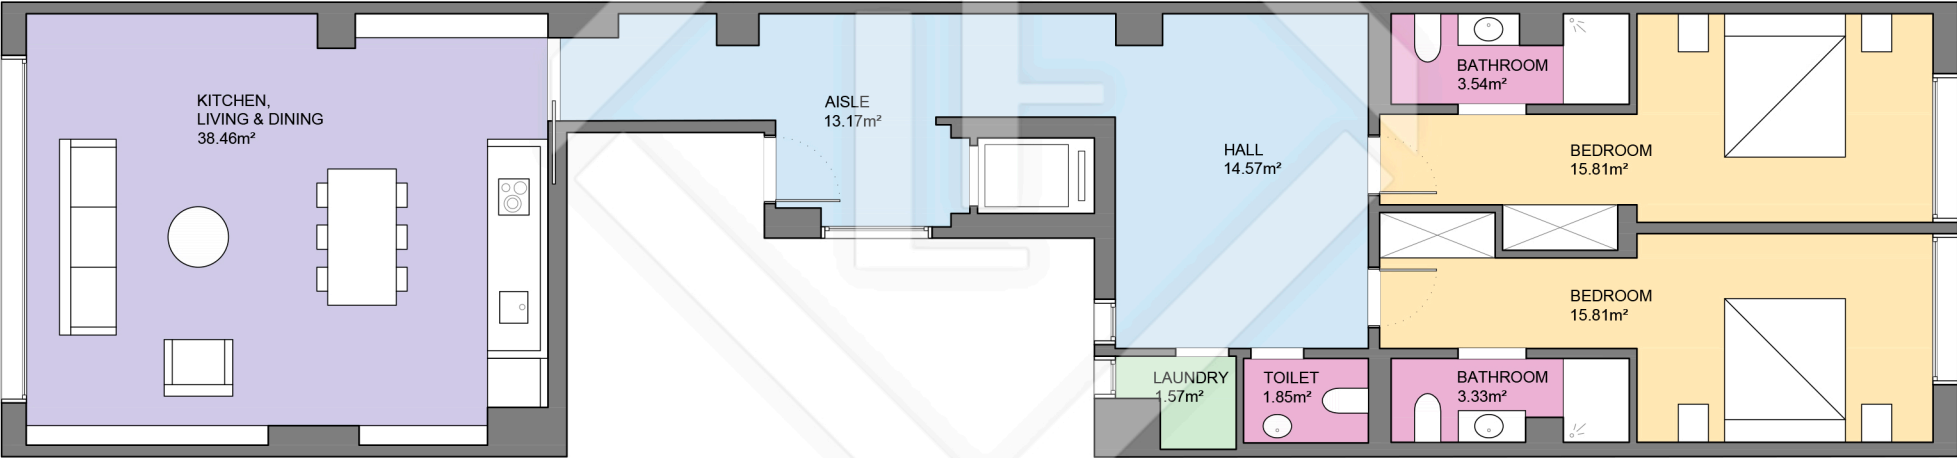 KITCHEN,
LIVING & DINING
38.46m²
AISLE
13.17m²
HALL
14.57m²
BATHROOM
3.54m²
BEDROOM
15.81m²
BEDROOM
15.81m²
LAUNDRY
1.57m²
TOILET
1.85m²
BATHROOM
3.33m²